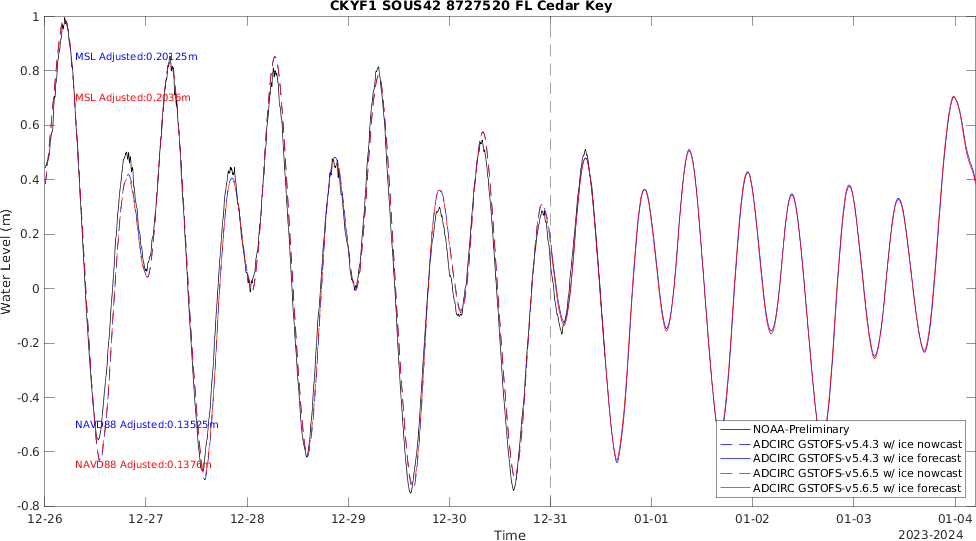 CKYF1 SOUS42 8727520 FL Cedar Key
1
0.8
0.6
0.4
0.2
0
-0.2
-0.4
-0.6
-0.8
Water Level (m)
MSL Adjusted:0.20125m
MSL Adjusted:0.2036m
NAVD88 Adjusted:0.13525m
NAVD88 Adjusted:0.1376m
NOAA-Preliminary
ADCIRC GSTOFS-v5.4.3 w/ ice nowcast
ADCIRC GSTOFS-v5.4.3 w/ ice forecast
ADCIRC GSTOFS-v5.6.5 w/ ice nowcast
ADCIRC GSTOFS-v5.6.5 w/ ice forecast
12-26 12-27 12-28 12-29 12-30 12-31 01-01 01-02 01-03 01-04
Time
2023-2024